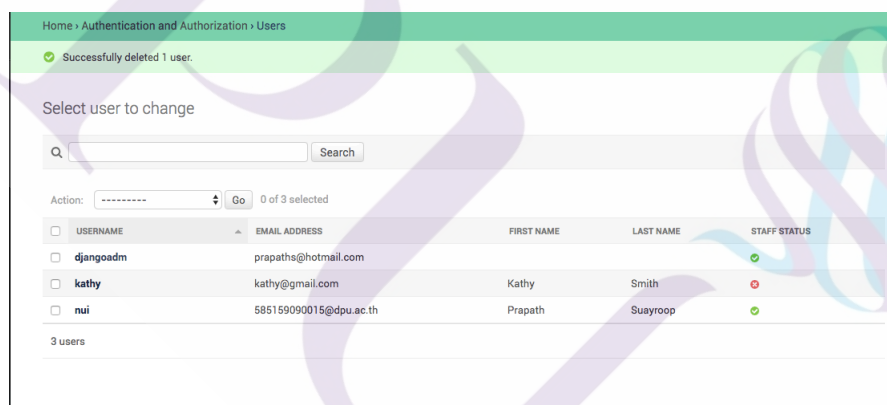 Home › Authentication and Authorization › Users
Successfully deleted 1 user.
Select user to change
Search
Action: --------- Go 0 of 3 selected
USERNAME EMAIL ADDRESS FIRST NAME LAST NAME STAFF STATUS
djangoadm prapaths@hotmail.com
kathy kathy@gmail.com Kathy Smith
nui 585159090015@dpu.ac.th Prapath Suayroop
3 users